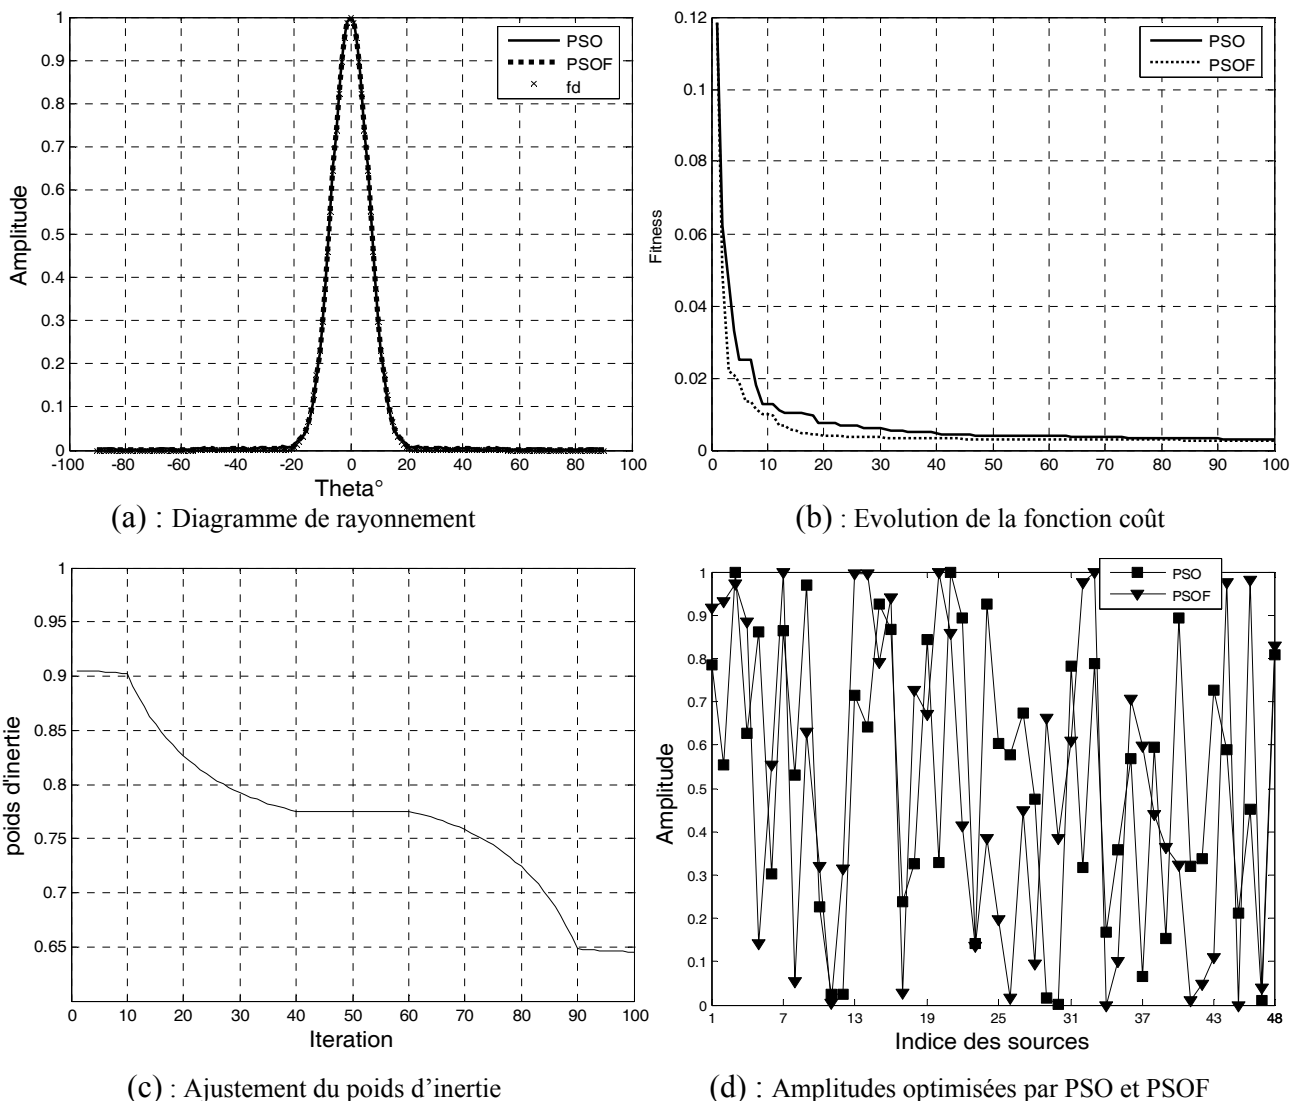 1
0.9
0.8
0.7
0.6
0.5
0.4
0.3
0.2
0.1
0
-100 -80 -60 -40 -20 0 20 40 60 80 100
Amplitude
Theta°
PSO
PSOF
fd
(a) : Diagramme de rayonnement
0.12
0.1
0.08
0.06
0.04
0.02
0
0 10 20 30 40 50 60 70 80 90 100
Fitness
PSO
PSOF
(b) : Evolution de la fonction coût
1
0.95
0.9
0.85
0.8
0.75
0.7
0.65
0 10 20 30 40 50 60 70 80 90 100
poids d'inertie
Iteration
(c) : Ajustement du poids d’inertie
1
0.9
0.8
0.7
0.6
0.5
0.4
0.3
0.2
0.1
0
1 7 13 19 25 31 37 43 48
Amplitude
Indice des sources
PSO
PSOF
(d) : Amplitudes optimisées par PSO et PSOF